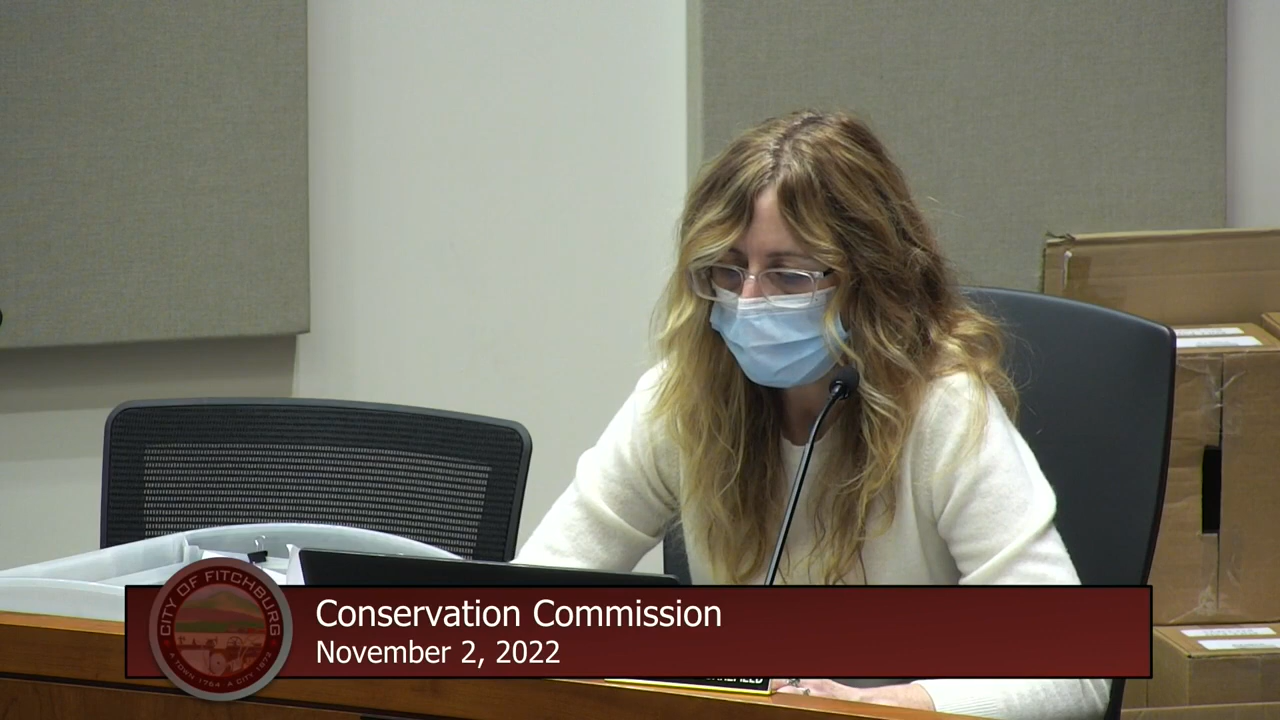 Conservation Commission
November 2, 2022
CITY OF FITCHBURG
A TOWN 1764 · A CITY 1872